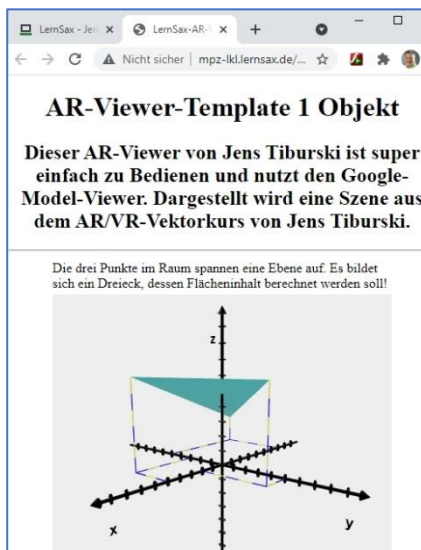 LernSax - Jen
LernSax-AR-
Nicht sicher | mpz-lkl.lernsax.de/...
AR-Viewer-Template 1 Objekt
Dieser AR-Viewer von Jens Tiburski ist super
einfach zu Bedienen und nutzt den Google-
Model-Viewer. Dargestellt wird eine Szene aus
dem AR/VR-Vektorkurs von Jens Tiburski.
Die drei Punkte im Raum spannen eine Ebene auf. Es bildet
sich ein Dreieck, dessen Flächeninhalt berechnet werden soll!
z
x
y